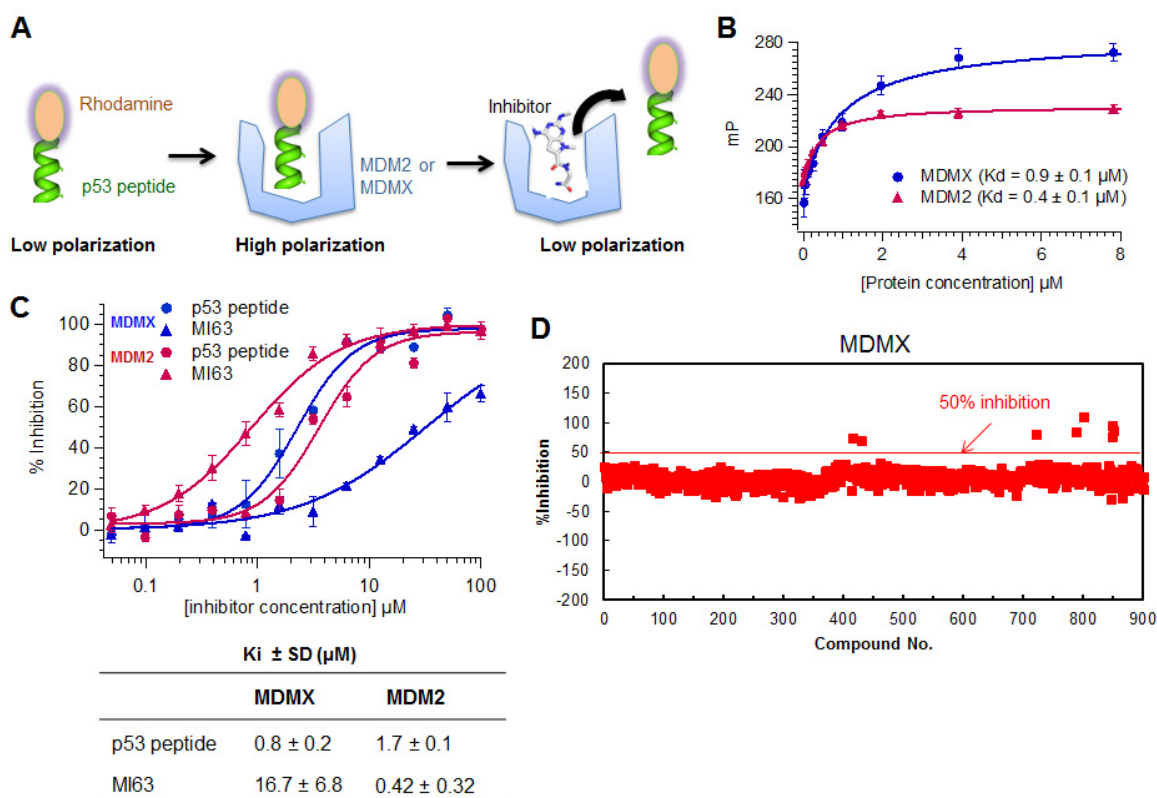 A
Rhodamine
p53 peptide
MDM2 or
MDMX
Inhibitor
Low polarization
High polarization
Low polarization
B
280
240
200
160
mP
MDMX (Kd = 0.9 ± 0.1 µM)
MDM2 (Kd = 0.4 ± 0.1 µM)
0
2
4
6
8
[Protein concentration] µM
C
MDMX
p53 peptide
MI63
MDM2
p53 peptide
MI63
100
80
60
40
20
0
% Inhibition
0.1
1
10
100
[inhibitor concentration] µM
Ki ± SD (µM)
MDMX MDM2
p53 peptide 0.8 ± 0.2 1.7 ± 0.1
MI63 16.7 ± 6.8 0.42 ± 0.32
D
MDMX
200
150
100
50
0
-50
-100
-150
-200
%Inhibition
50% inhibition
0 100 200 300 400 500 600 700 800 900
Compound No.